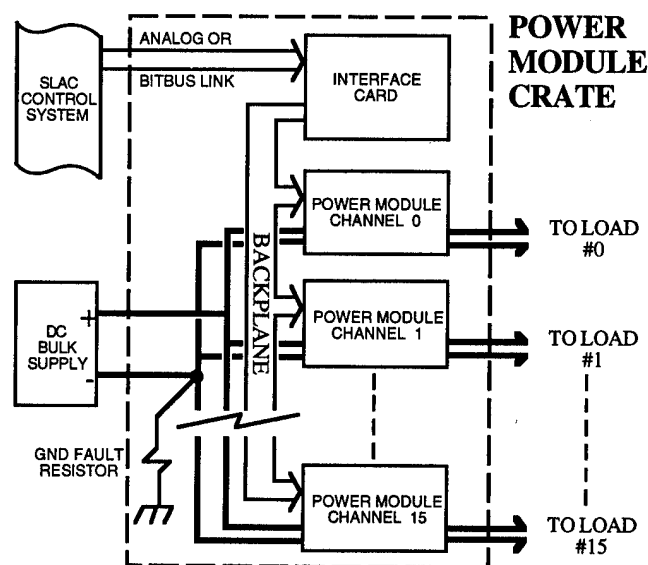 POWER
MODULE
CRATE
ANALOG OR
BITBUS LINK
SLAC
CONTROL
SYSTEM
INTERFACE
CARD
POWER MODULE
CHANNEL 0
TO LOAD
#0
BACKPLANE
POWER MODULE
CHANNEL 1
TO LOAD
#1
+
DC
BULK
SUPPLY
-
GND FAULT
RESISTOR
POWER MODULE
CHANNEL 15
TO LOAD
#15